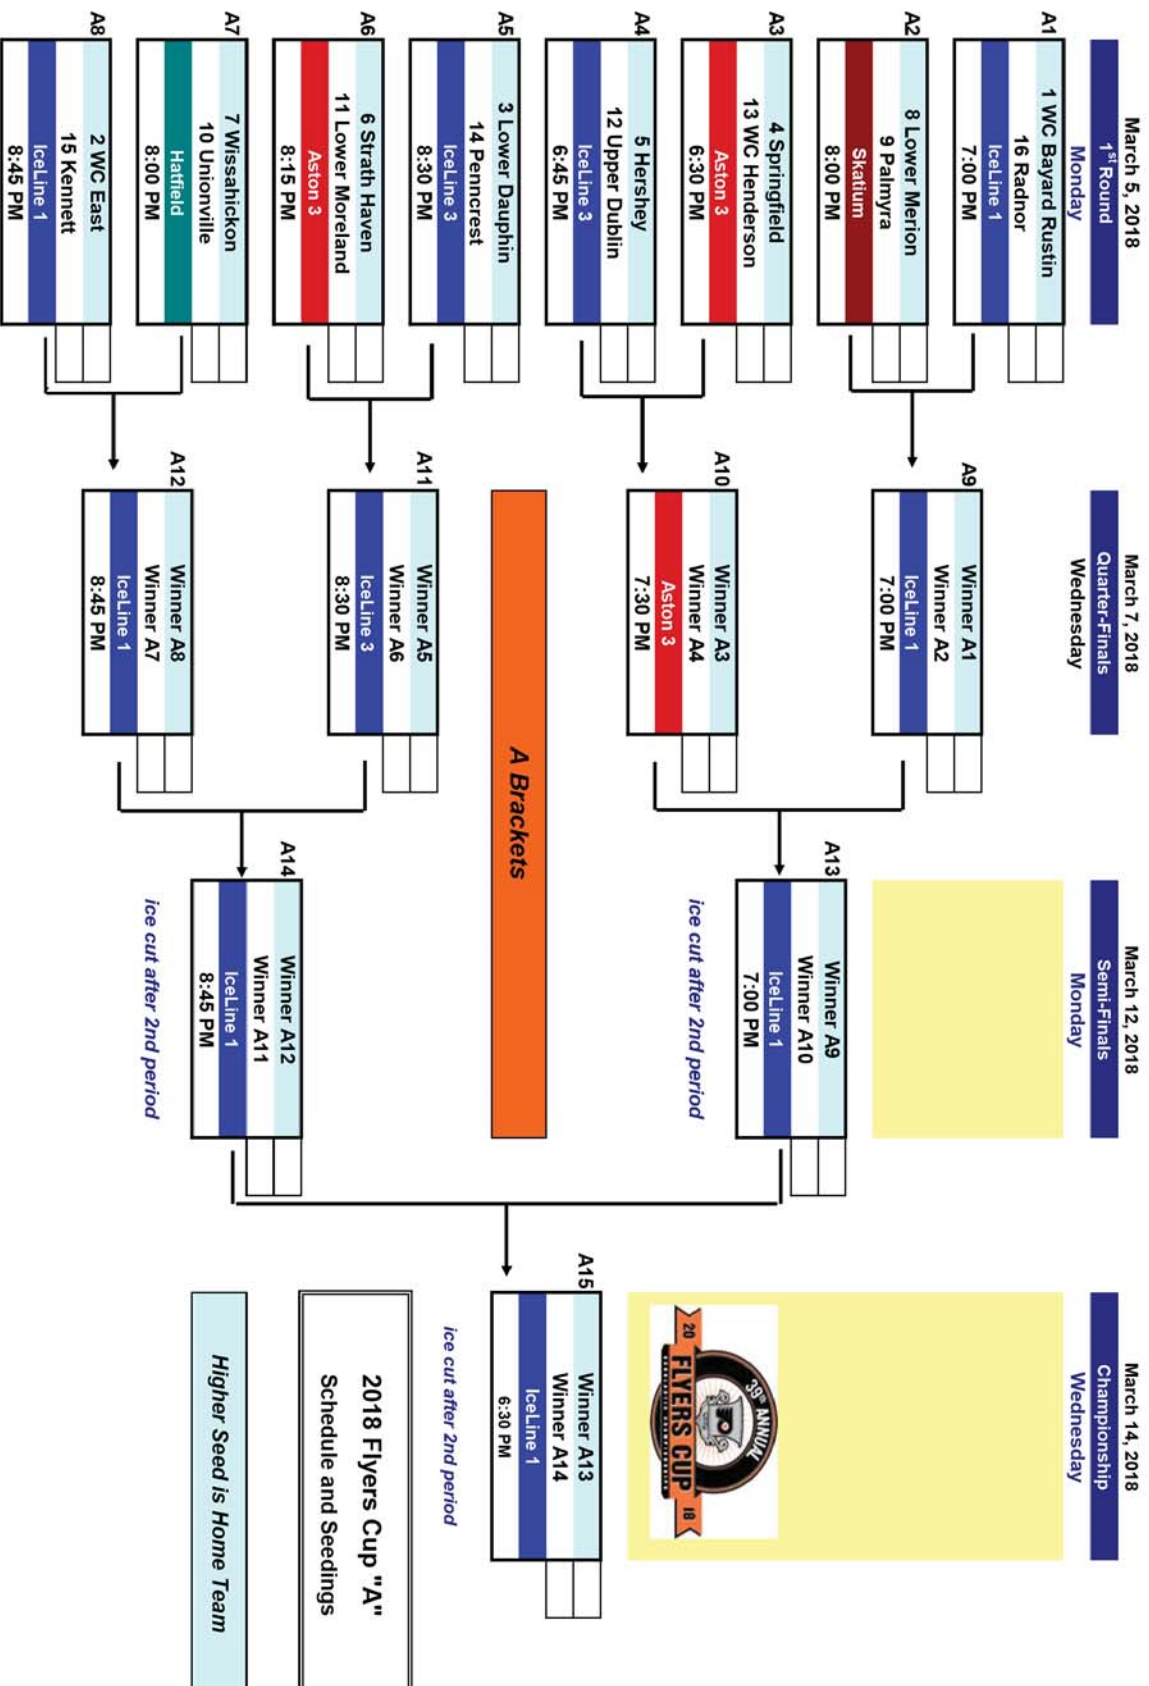 March 5, 2018
1st Round
Monday
A1
1 WC Bayard Rustin
16 Radnor
IceLine 1
7:00 PM
A2
8 Lower Merion
9 Palmyra
Skatium
8:00 PM
A3
4 Springfield
13 WC Henderson
Aston 3
6:30 PM
A4
5 Hershey
12 Upper Dublin
IceLine 3
6:45 PM
A5
3 Lower Dauphin
14 Penncrest
IceLine 3
8:30 PM
A6
6 Strath Haven
11 Lower Moreland
Aston 3
8:15 PM
A7
7 Wissahickon
10 Unionville
Hatfield
8:00 PM
A8
2 WC East
15 Kennett
IceLine 1
8:45 PM
March 7, 2018
Quarter-Finals
Wednesday
A9
Winner A1
Winner A2
IceLine 1
7:00 PM
A10
Winner A3
Winner A4
Aston 3
7:30 PM
A Brackets
A11
Winner A5
Winner A6
IceLine 3
8:30 PM
A12
Winner A8
Winner A7
IceLine 1
8:45 PM
March 12, 2018
Semi-Finals
Monday
A13
Winner A9
Winner A10
IceLine 1
7:00 PM
ice cut after 2nd period
A14
Winner A12
Winner A11
IceLine 1
8:45 PM
ice cut after 2nd period
March 14, 2018
Championship
Wednesday
39th ANNUAL
20 FLYERS CUP 18
A15
Winner A13
Winner A14
IceLine 1
6:30 PM
ice cut after 2nd period
2018 Flyers Cup "A"
Schedule and Seedings
Higher Seed is Home Team